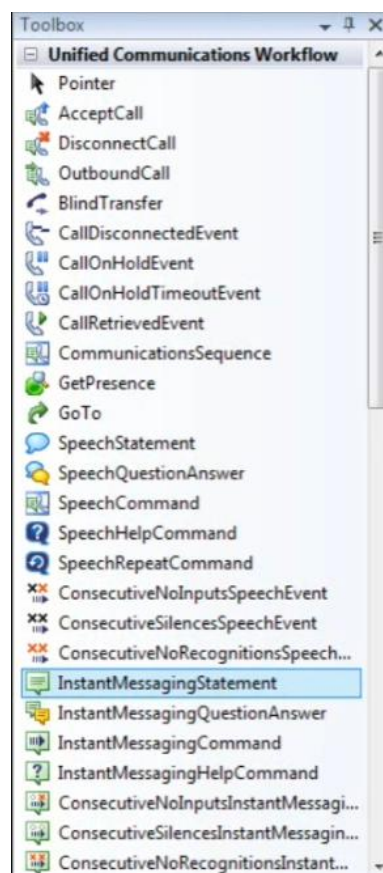 Toolbox
Unified Communications Workflow
Pointer
AcceptCall
DisconnectCall
OutboundCall
BlindTransfer
CallDisconnectedEvent
CallOnHoldEvent
CallOnHoldTimeoutEvent
CallRetrievedEvent
CommunicationsSequence
GetPresence
GoTo
SpeechStatement
SpeechQuestionAnswer
SpeechCommand
SpeechHelpCommand
SpeechRepeatCommand
ConsecutiveNoInputsSpeechEvent
ConsecutiveSilencesSpeechEvent
ConsecutiveNoRecognitionsSpeech...
InstantMessagingStatement
InstantMessagingQuestionAnswer
InstantMessagingCommand
InstantMessagingHelpCommand
ConsecutiveNoInputsInstantMessagi...
ConsecutiveSilencesInstantMessagin...
ConsecutiveNoRecognitionsInstant...